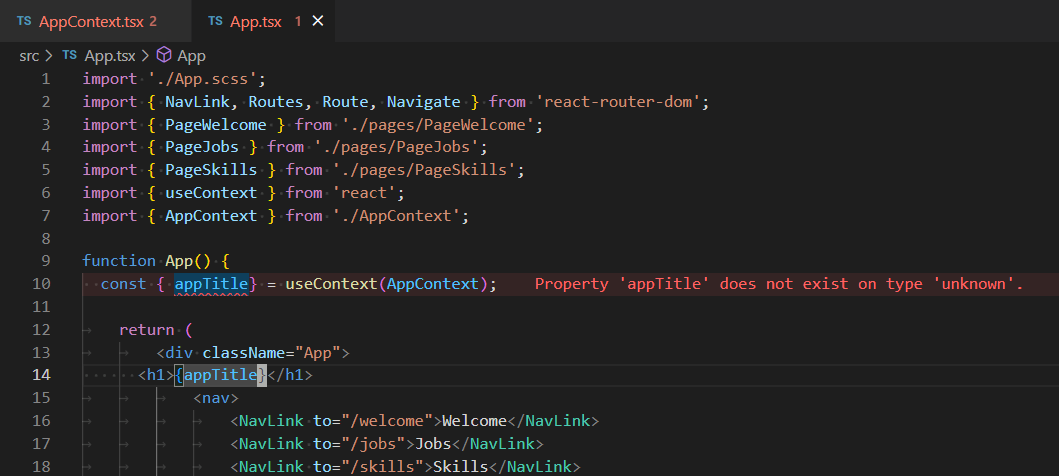 TS AppContext.tsx 2 TS App.tsx 1 ×
src > TS App.tsx > App
1 import './App.scss';
2 import { NavLink, Routes, Route, Navigate } from 'react-router-dom';
3 import { PageWelcome } from './pages/PageWelcome';
4 import { PageJobs } from './pages/PageJobs';
5 import { PageSkills } from './pages/PageSkills';
6 import { useContext } from 'react';
7 import { AppContext } from './AppContext';
8
9 function App() {
10 const { appTitle} = useContext(AppContext); Property 'appTitle' does not exist on type 'unknown'.
11
12 return (
13 <div className="App">
14 <h1>{appTitle}</h1>
15 <nav>
16 <NavLink to="/welcome">Welcome</NavLink>
17 <NavLink to="/jobs">Jobs</NavLink>
18 <NavLink to="/skills">Skills</NavLink>